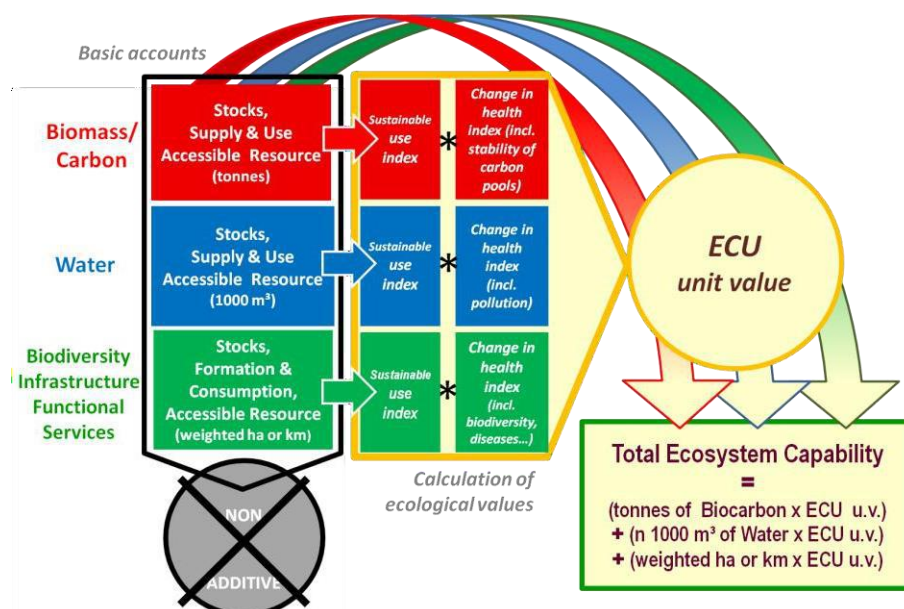 Basic accounts
Biomass/
Carbon
Stocks,
Supply & Use
Accessible Resource
(tonnes)
Sustainable
use
index
*
Change in
health
index (incl.
stability of
carbon
pools)
Water
Stocks,
Supply & Use
Accessible Resource
(1000 m³)
Sustainable
use
index
*
Change in
health
index
(incl.
pollution)
Biodiversity
Infrastructure
Functional
Services
Stocks,
Formation &
Consumption,
Accessible Resource
(weighted ha or km)
Sustainable
use
index
*
Change in
health
index
(incl.
biodiversity,
diseases...)
Calculation of
ecological values
NON
ADDITIVE
ECU
unit value
Total Ecosystem Capability
=
(tonnes of Biocarbon x ECU u.v.)
+ (n 1000 m³ of Water x ECU u.v.)
+ (weighted ha or km x ECU u.v.)